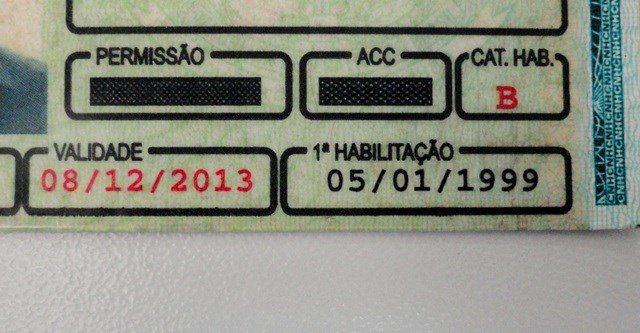 PERMISSÃO ACC CAT. HAB.
B
VALIDADE 1ª HABILITAÇÃO
08/12/2013 05/01/1999